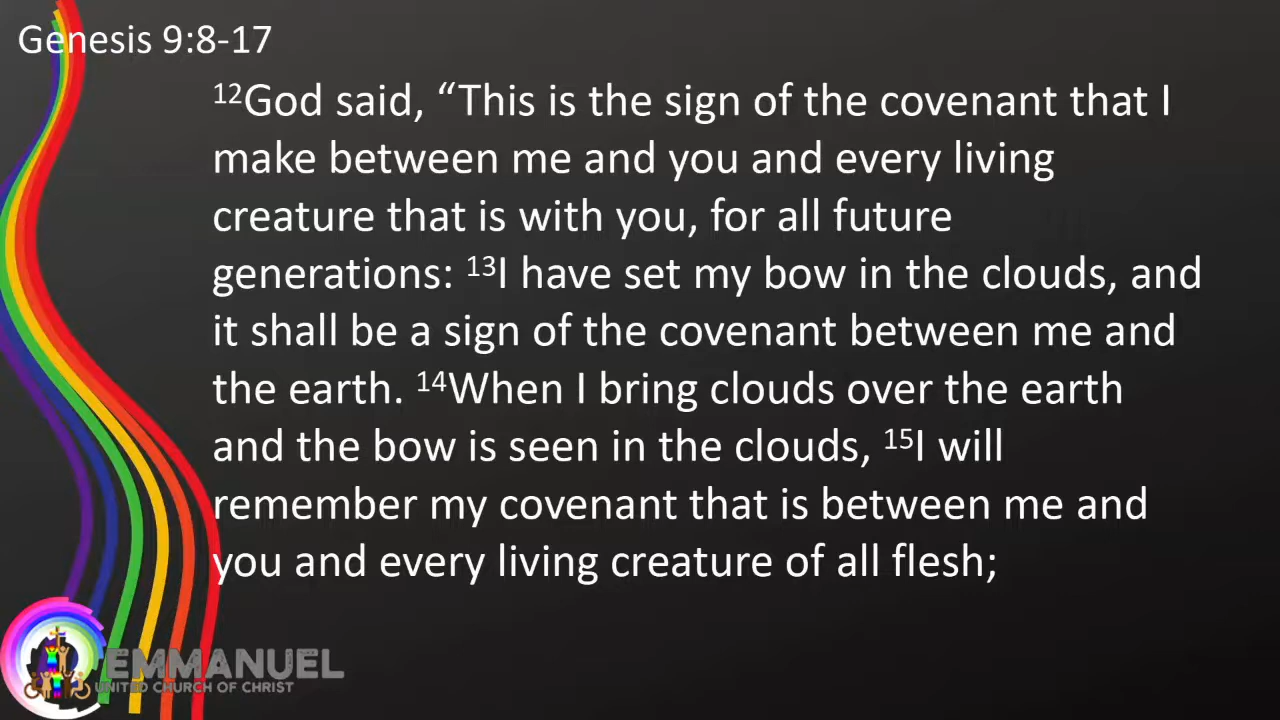 Genesis 9:8-17
12God said, “This is the sign of the covenant that I
make between me and you and every living
creature that is with you, for all future
generations: 13I have set my bow in the clouds, and
it shall be a sign of the covenant between me and
the earth. 14When I bring clouds over the earth
and the bow is seen in the clouds, 15I will
remember my covenant that is between me and
you and every living creature of all flesh;
EMMANUEL
UNITED CHURCH OF CHRIST